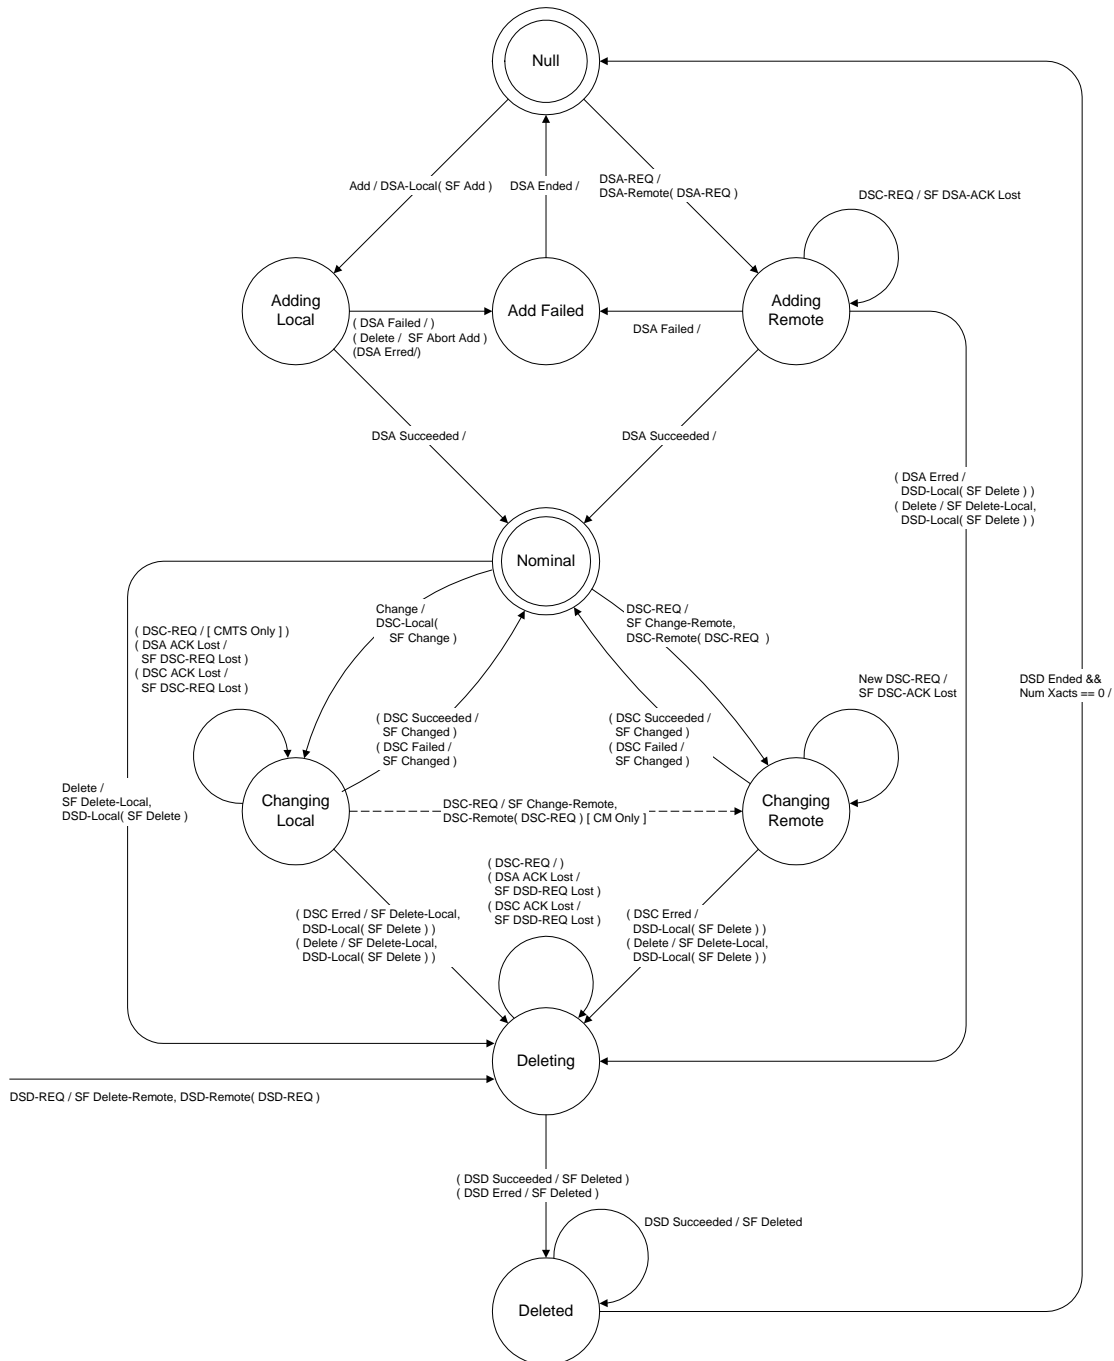 Null
Add / DSA-Local( SF Add )
DSA Ended /
DSA-REQ /
DSA-Remote( DSA-REQ )
DSC-REQ / SF DSA-ACK Lost
Adding
Local
Add Failed
Adding
Remote
( DSA Failed / )
( Delete / SF Abort Add )
(DSA Erred/)
DSA Failed /
DSA Succeeded /
DSA Succeeded /
( DSA Erred /
DSD-Local( SF Delete ) )
( Delete / SF Delete-Local,
DSD-Local( SF Delete ) )
Nominal
Change /
DSC-Local(
SF Change )
DSC-REQ /
SF Change-Remote,
DSC-Remote( DSC-REQ )
( DSC-REQ / [ CMTS Only ] )
( DSA ACK Lost /
SF DSC-REQ Lost )
( DSC ACK Lost /
SF DSC-REQ Lost )
New DSC-REQ /
SF DSC-ACK Lost
DSD Ended &&
Num Xacts == 0 /
( DSC Succeeded /
SF Changed )
( DSC Failed /
SF Changed )
( DSC Succeeded /
SF Changed )
( DSC Failed /
SF Changed )
Delete /
SF Delete-Local,
DSD-Local( SF Delete )
Changing
Local
DSC-REQ / SF Change-Remote,
DSC-Remote( DSC-REQ ) [ CM Only ]
Changing
Remote
( DSC-REQ / )
( DSA ACK Lost /
SF DSD-REQ Lost )
( DSC ACK Lost /
SF DSD-REQ Lost )
( DSC Erred / SF Delete-Local,
DSD-Local( SF Delete ) )
( Delete / SF Delete-Local,
DSD-Local( SF Delete ) )
( DSC Erred /
DSD-Local( SF Delete ) )
( Delete / SF Delete-Local,
DSD-Local( SF Delete ) )
Deleting
DSD-REQ / SF Delete-Remote, DSD-Remote( DSD-REQ )
( DSD Succeeded / SF Deleted )
( DSD Erred / SF Deleted )
DSD Succeeded / SF Deleted
Deleted